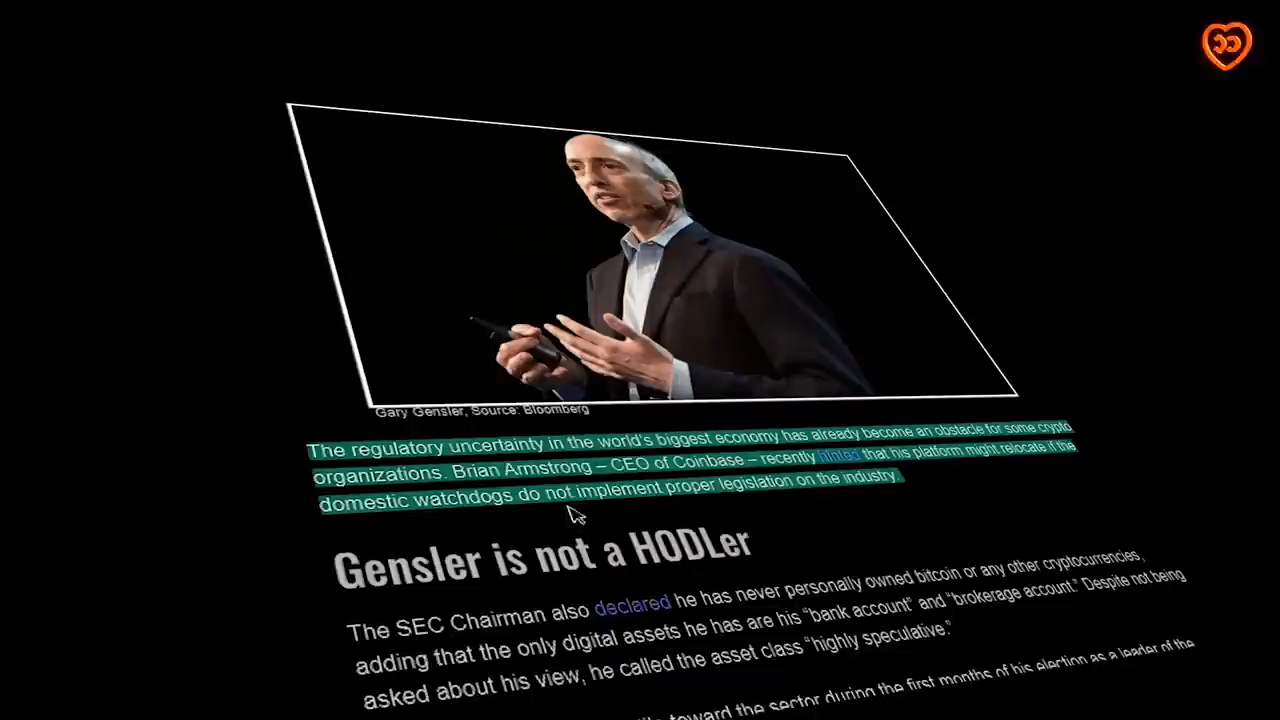 Gary Gensler, Source: Bloomberg
The regulatory uncertainty in the world's biggest economy has already become an obstacle for some crypto
organizations. Brian Armstrong – CEO of Coinbase – recently hinted that his platform might relocate if the
domestic watchdogs do not implement proper legislation on the industry.
Gensler is not a HODLer
The SEC Chairman also declared he has never personally owned bitcoin or any other cryptocurrencies,
adding that the only digital assets he has are his “bank account” and “brokerage account.” Despite not being
asked about his view, he called the asset class “highly speculative.”
toward the sector during the first months of his election as a leader of the